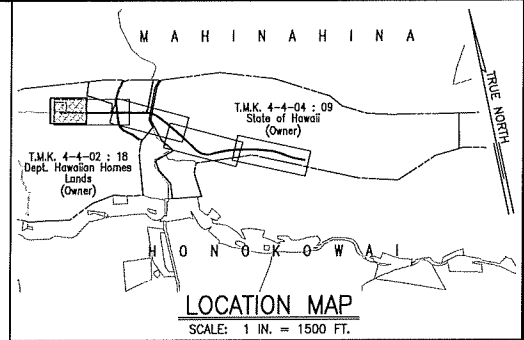 M A H I N A H I N A
TRUE NORTH
T.M.K. 4-4-04 : 09
State of Hawaii
(Owner)
T.M.K. 4-4-02 : 18
Dept. Hawaiian Homes
Lands
(Owner)
H O N O K O W A I
LOCATION MAP
SCALE: 1 IN. = 1500 FT.